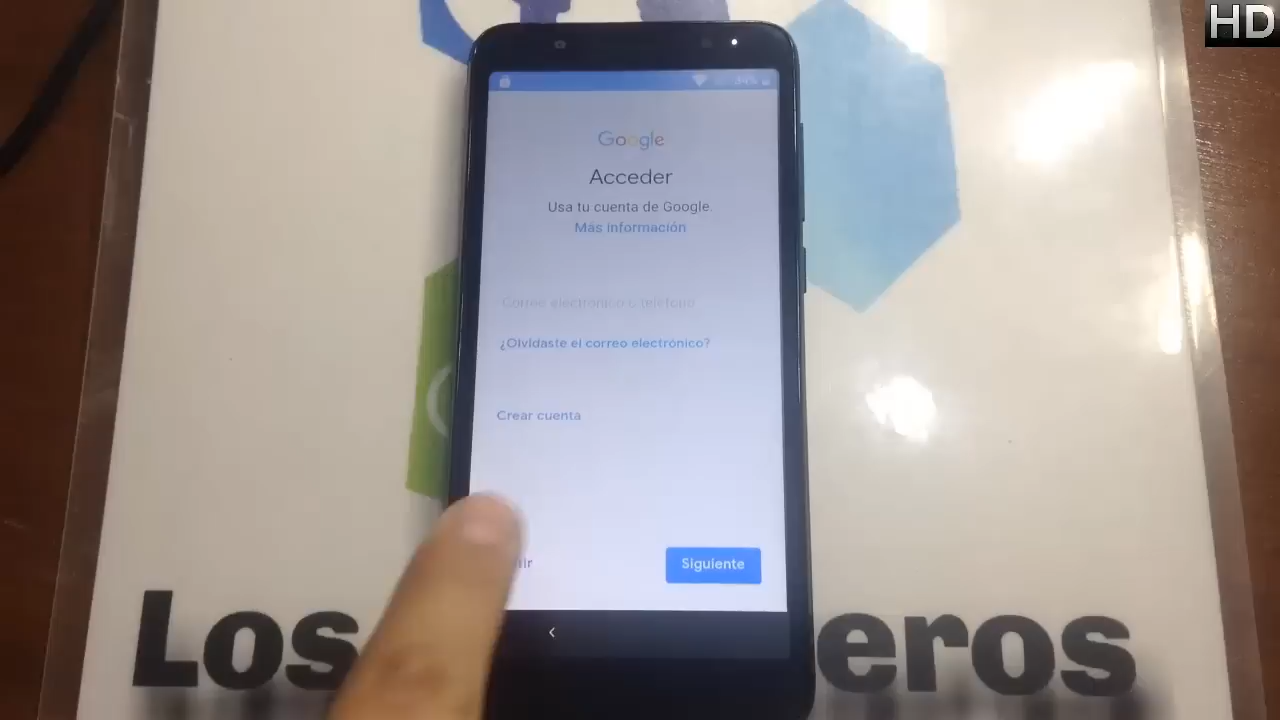 HD
Google
Acceder
Usa tu cuenta de Google.
Más información
Correo electrónico o teléfono
¿Olvidaste el correo electrónico?
Crear cuenta
Siguiente
Los
eros